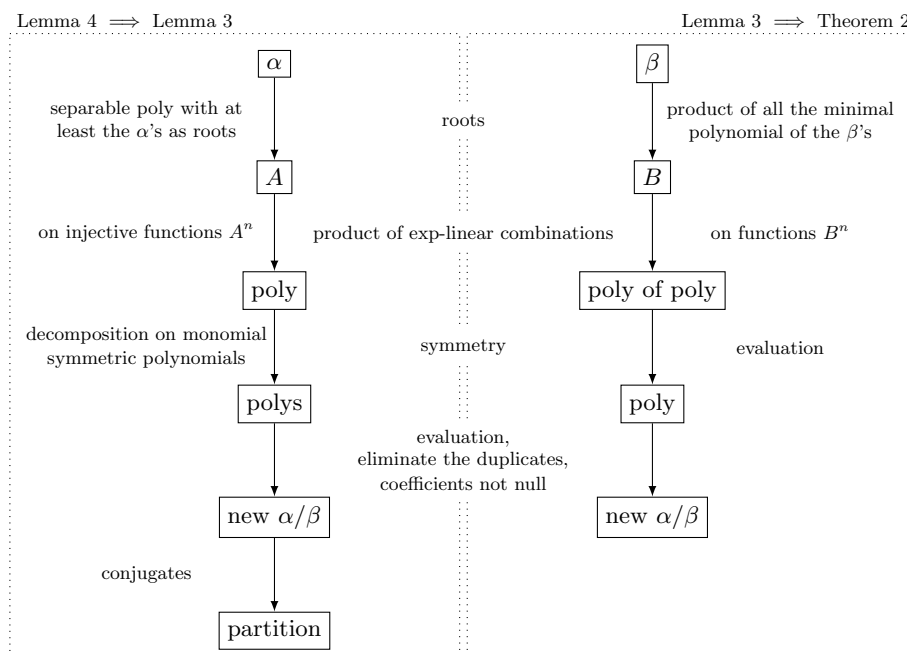 Lemma 4 ⟹ Lemma 3
Lemma 3 ⟹ Theorem 2
α
β
separable poly with at
least the α's as roots
roots
product of all the minimal
polynomial of the β's
A
B
on injective functions Aⁿ
product of exp-linear combinations
on functions Bⁿ
poly
poly of poly
decomposition on monomial
symmetric polynomials
symmetry
evaluation
polys
poly
evaluation,
eliminate the duplicates,
coefficients not null
new α/β
new α/β
conjugates
partition